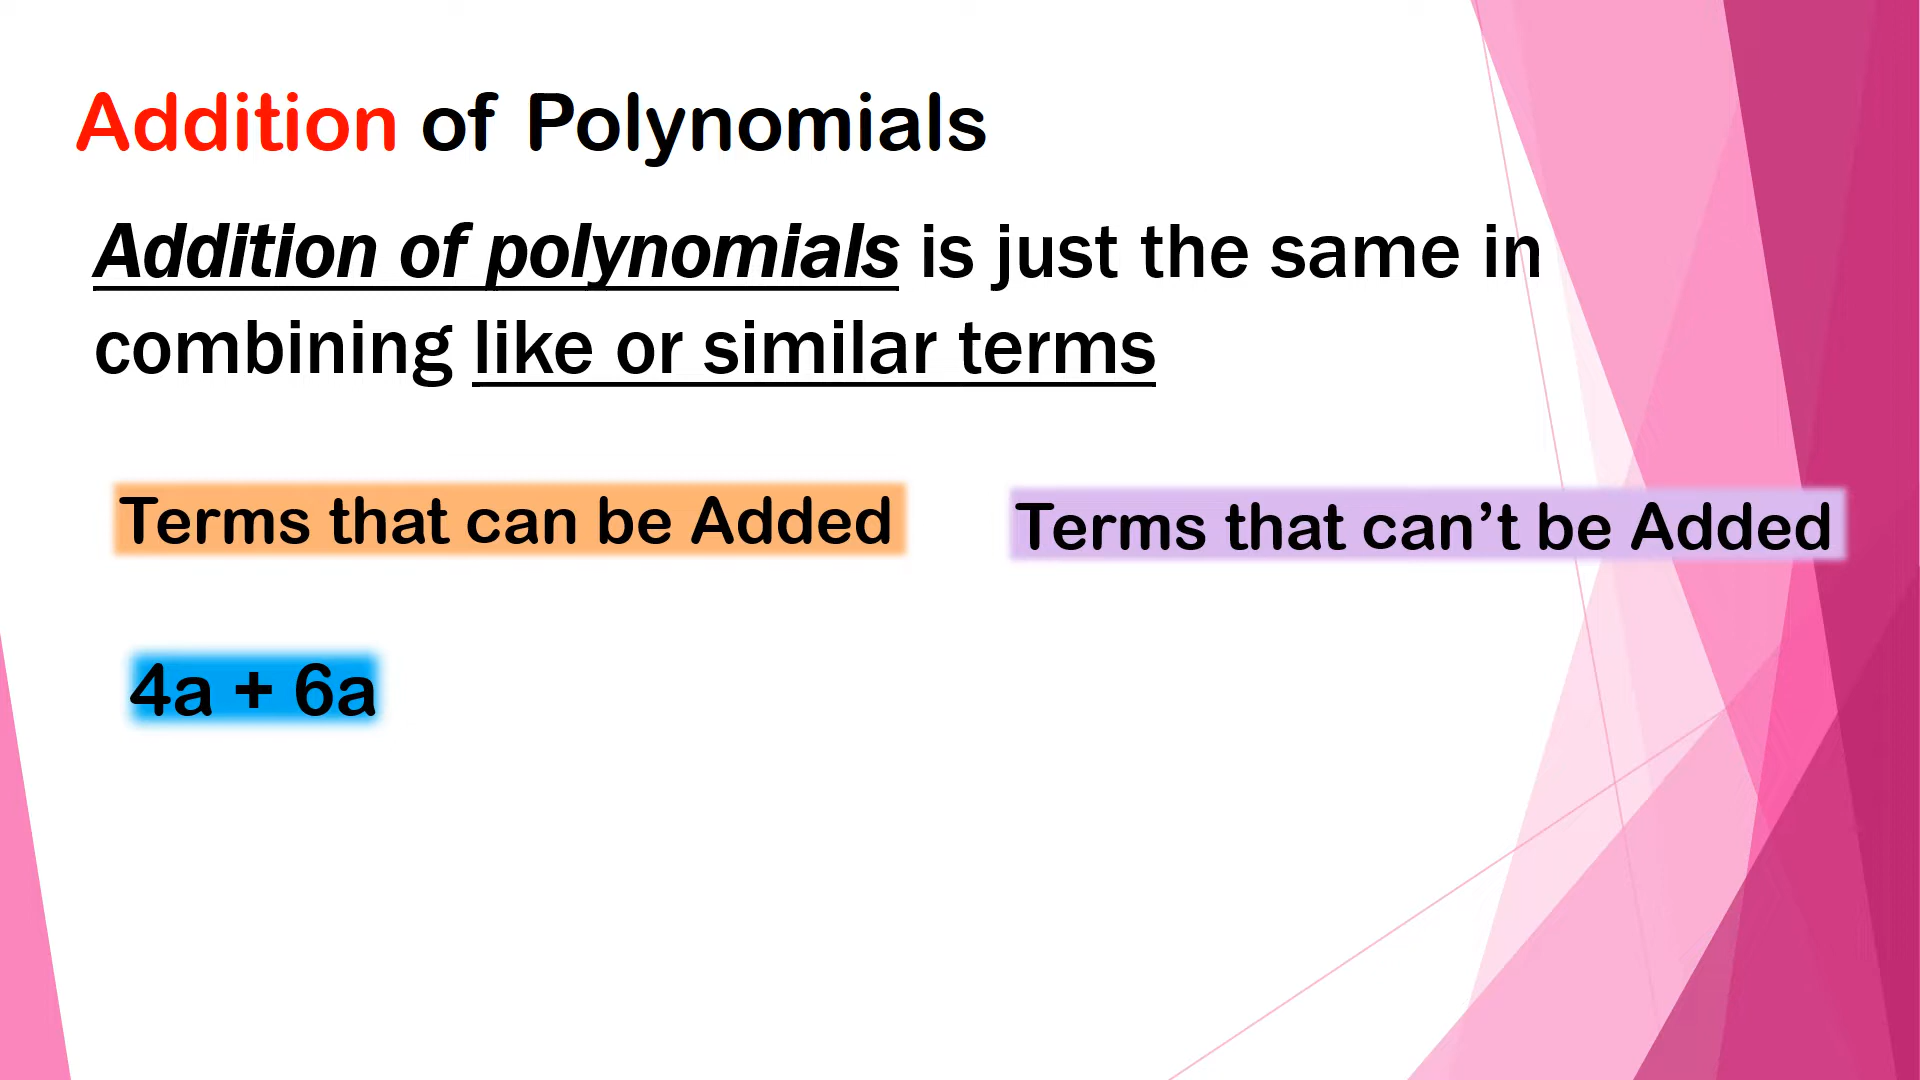 Addition of Polynomials
Addition of polynomials is just the same in
combining like or similar terms
Terms that can be Added
Terms that can’t be Added
4a + 6a